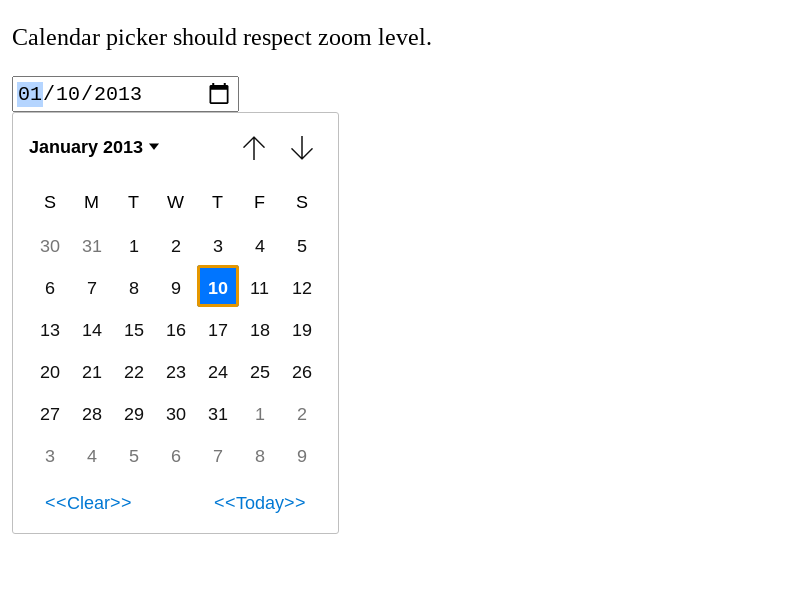 Calendar picker should respect zoom level.
01/10/2013
January 2013
S M T W T F S
30 31 1 2 3 4 5
6 7 8 9 10 11 12
13 14 15 16 17 18 19
20 21 22 23 24 25 26
27 28 29 30 31 1 2
3 4 5 6 7 8 9
<<Clear>> <<Today>>